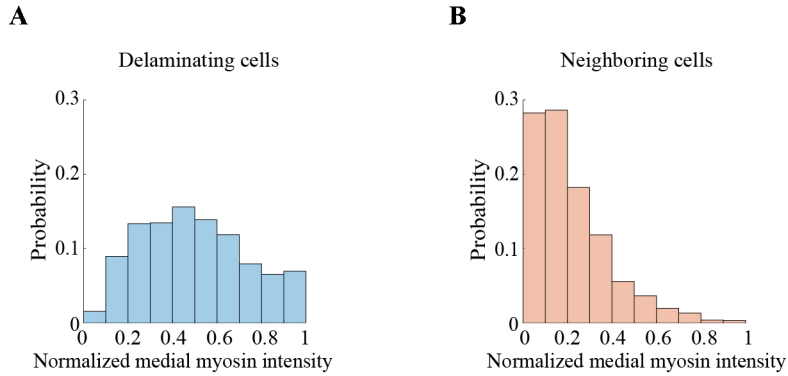 A
Delaminating cells
0.3
0.2
0.1
0
Probability
0 0.2 0.4 0.6 0.8 1
Normalized medial myosin intensity
B
Neighboring cells
0.3
0.2
0.1
0
Probability
0 0.2 0.4 0.6 0.8 1
Normalized medial myosin intensity